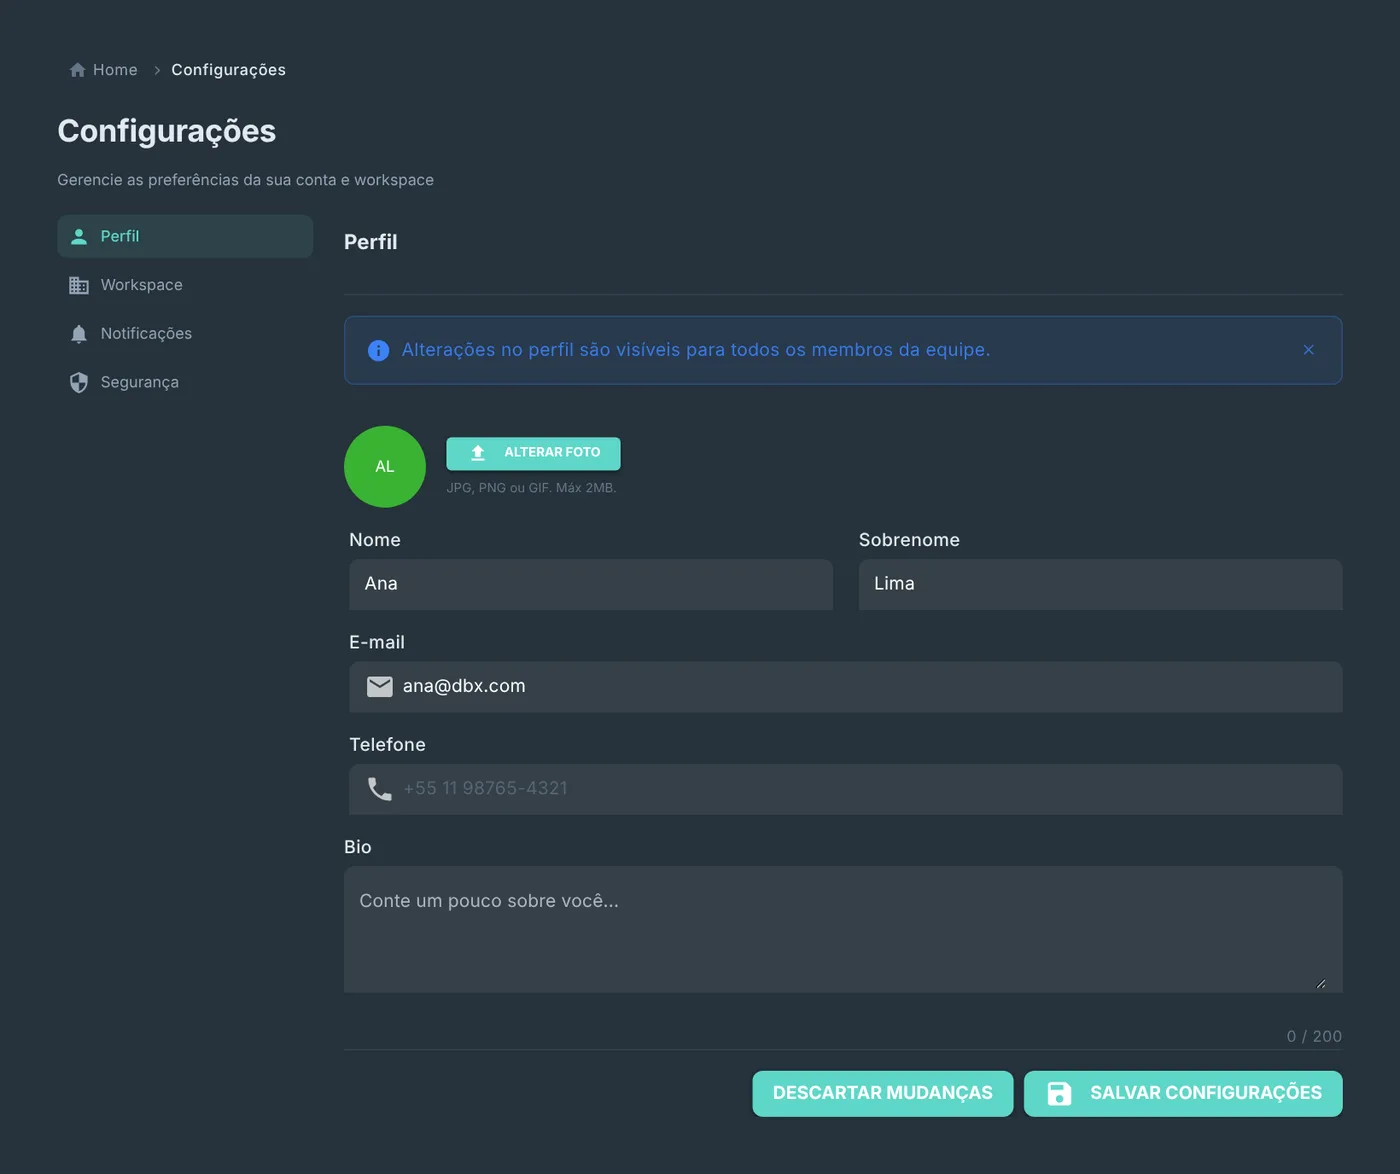 Home > Configurações
Configurações
Gerencie as preferências da sua conta e workspace
Perfil
Workspace
Notificações
Segurança
Perfil
Alterações no perfil são visíveis para todos os membros da equipe.
AL
ALTERAR FOTO
JPG, PNG ou GIF. Máx 2MB.
Nome
Sobrenome
Ana
Lima
E-mail
ana@dbx.com
Telefone
+55 11 98765-4321
Bio
Conte um pouco sobre você...
0 / 200
DESCARTAR MUDANÇAS
SALVAR CONFIGURAÇÕES